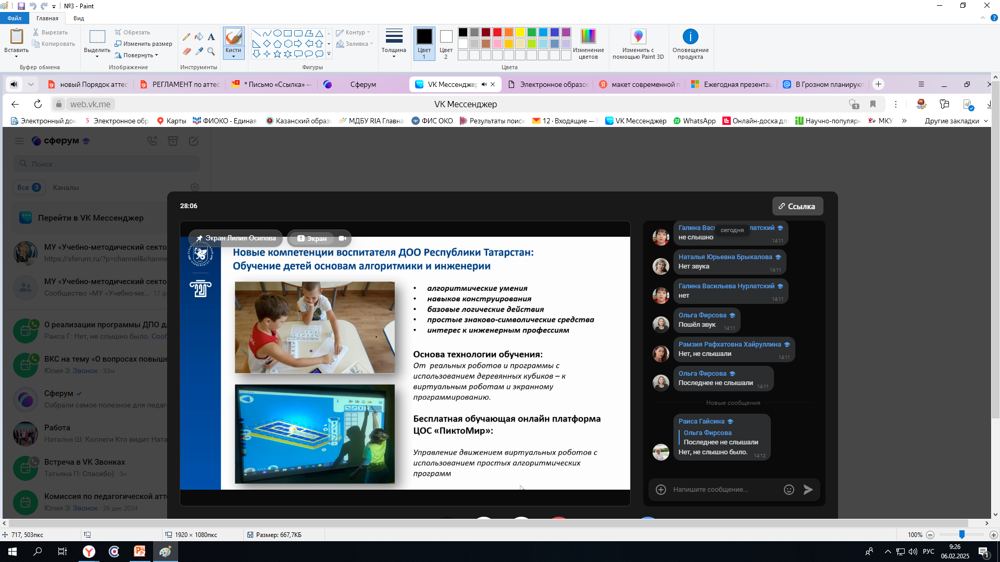 №3 - Paint
Файл
Главная
Вид
Вставить
Вырезать
Копировать
Буфер обмена
Выделить
Обрезать
Изменить размер
Повернуть
Изображение
Инструменты
Кисти
Контур
Заливка
Фигуры
Толщина
Цвет 1
Цвет 2
Изменение цветов
Цвета
Изменить с помощью Paint 3D
Оповещение продукта
новый Порядок аттес
РЕГЛАМЕНТ по аттес
* Письмо «Ссылка» —
Сферум
VK Мессенджер
Электронное образов
макет современной п
Ежегодная презентац
В Грозном планируют
web.vk.me
VK Мессенджер
1
Электронный док
Электронное обр
Карты
ФИОКО - Единая
Казанский образо
МДБУ RIA Главна
ФИС ОКО
Результаты поиск
12 · Входящие — Я
VK Мессенджер
WhatsApp
Онлайн-доска дл
Научно-популярн
МКУ
»
Другие закладки
сферум
Поиск
Все 3
Каналы
Перейти в VK Мессенджер
МУ «Учебно-методический секто
https://sferum.ru/?p=channel&channe
МУ «Учебно-методический секто
Сообщество «МУ «Учебно-ме... · 17 ф
О реализации программы ДПО дл
Раиса Г: Нет, не слышно было. Сооб
ВКС на тему «О вопросах повыше
Юлия З: Звонок · 33м
Сферум
Собрали самое полезное для педаг
Работа
Наталья Ш: Коллеги Кто видит Ната
Встреча в VK Звонках
Татьяна П: Спасибо) · 3н
Комиссия по педагогической атте
Юлия З: Звонок · 26 дек 2024
28:06
Ссылка
Экран Лилия Осипова
Экран
Новые компетенции воспитателя ДОО Республики Татарстан:
Обучение детей основам алгоритмики и инженерии
• алгоритмические умения
• навыков конструирования
• базовые логические действия
• простые знаково-символические средства
• интерес к инженерным профессиям
Основа технологии обучения:
От реальных роботов и программы с
использованием деревянных кубиков – к
виртуальным роботам и экранному
программированию.
Бесплатная обучающая онлайн платформа
ЦОС «ПиктоМир»:
Управление движением виртуальных роботов с
использованием простых алгоритмических
программ
сегодня
не слышно
14:11
Наталья Юрьевна Брыкалова
Нет звука
14:11
Галина Васильева Нурлатский
нет
14:11
Ольга Фирсова
Пошёл звук
14:11
Рамзия Рафхатовна Хайруллина
Нет, не слышали
14:11
Ольга Фирсова
Последнее не слышали
14:11
Новые сообщения
Раиса Гайсина
Ольга Фирсова
Последнее не слышали
Нет, не слышно было.
14:12
Напишите сообщение...
717, 503пкс
1920 × 1080пкс
Размер: 667,7КБ
100%
РУС
9:26
06.02.2025
1